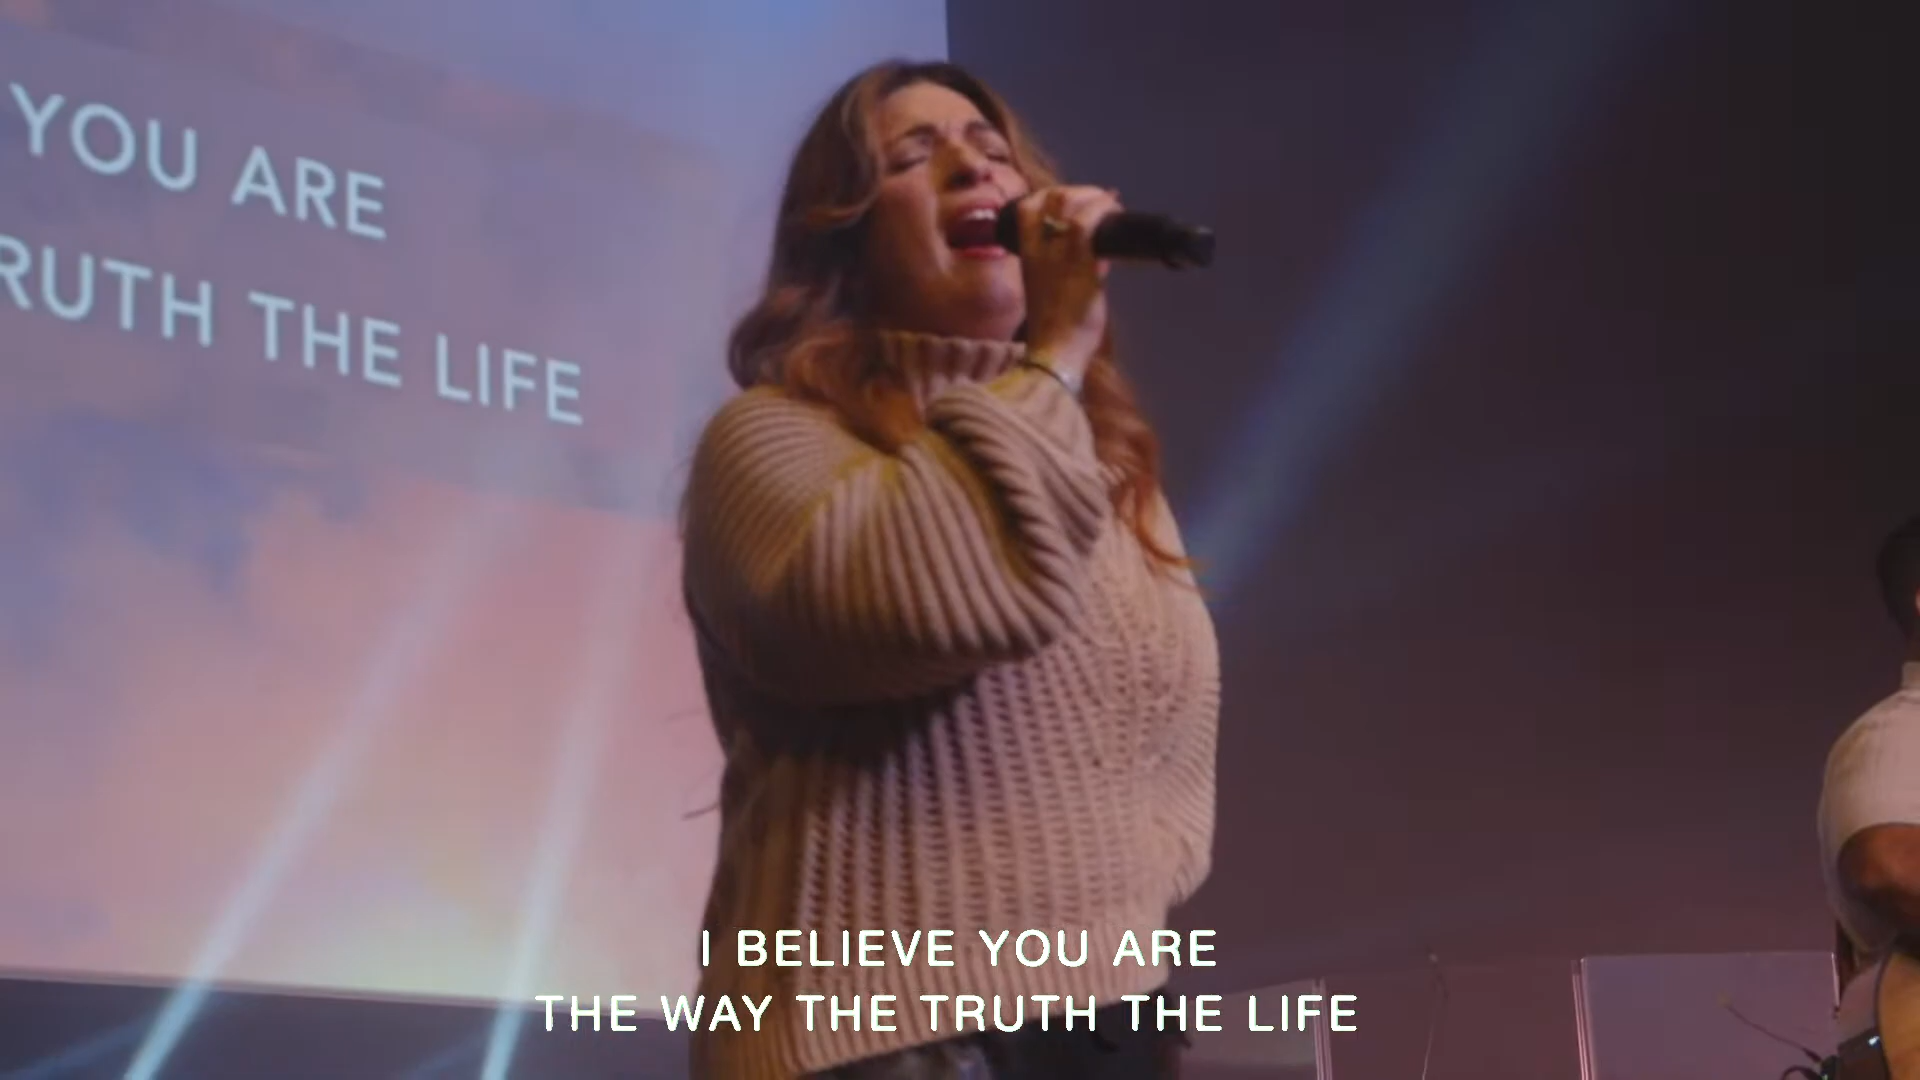 YOU ARE
RUTH THE LIFE
I BELIEVE YOU ARE
THE WAY THE TRUTH THE LIFE